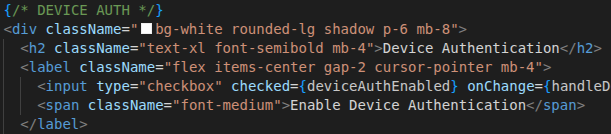 {/* DEVICE AUTH */}
<div className="bg-white rounded-lg shadow p-6 mb-8">
<h2 className="text-xl font-semibold mb-4">Device Authentication</h2>
<label className="flex items-center gap-2 cursor-pointer mb-4">
<input type="checkbox" checked={deviceAuthEnabled} onChange={handleD
<span className="font-medium">Enable Device Authentication</span>
</label>